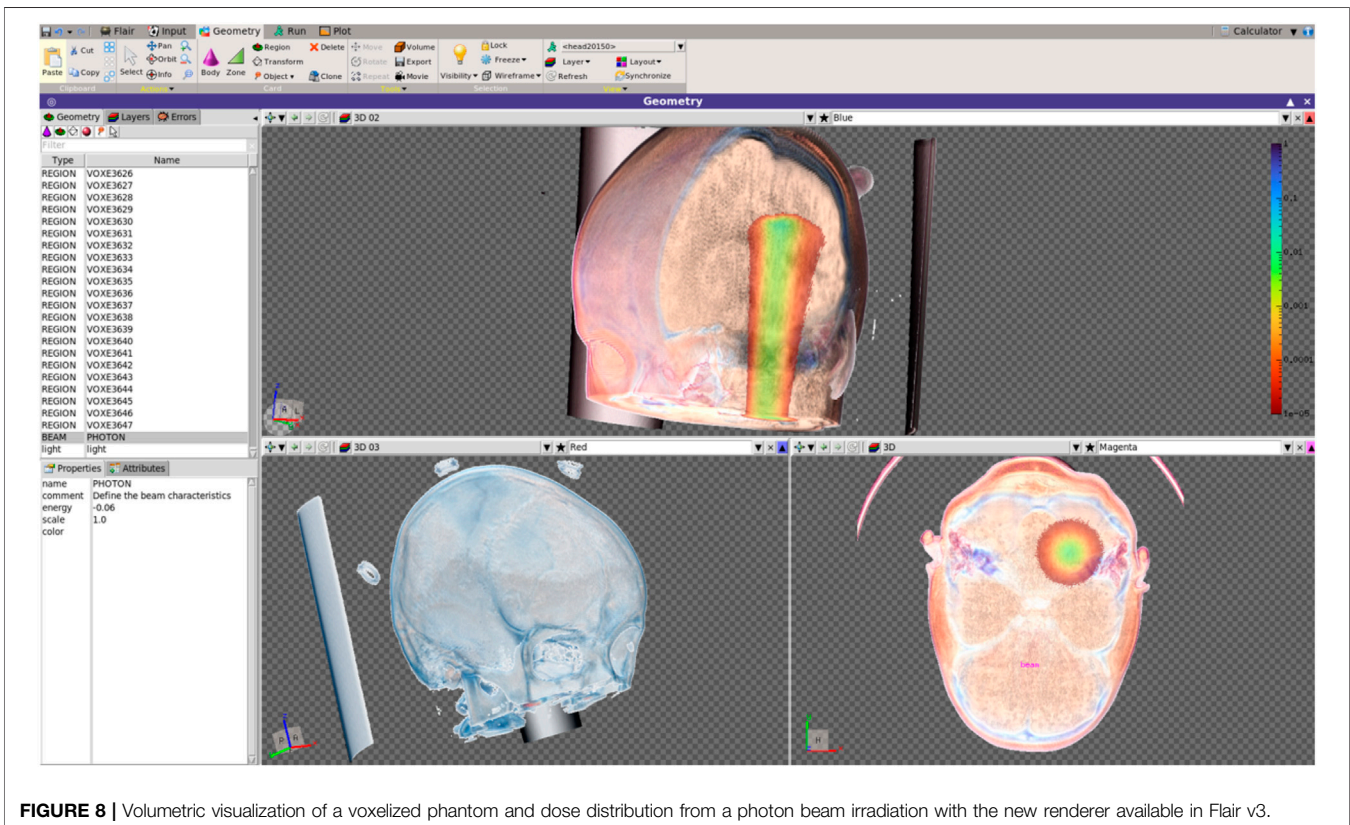 Flair Input Geometry Run Plot Calculator
Paste Cut Copy Select Pan Orbit Info Body Zone Region Transform Object Delete Clone Move Rotate Repeat Volume Export Movie Visibility Lock Freeze Wireframe <head20150> Layer Refresh Layout Synchronize
Clipboard Actions Card Tools Selection View
Geometry
Geometry Layers Errors
3D 02 Blue
Filter
Type Name
REGION VOXE3626
REGION VOXE3627
REGION VOXE3628
REGION VOXE3629
REGION VOXE3630
REGION VOXE3631
REGION VOXE3632
REGION VOXE3633
REGION VOXE3634
REGION VOXE3635
REGION VOXE3636
REGION VOXE3637
REGION VOXE3638
REGION VOXE3639
REGION VOXE3640
REGION VOXE3641
REGION VOXE3642
REGION VOXE3643
REGION VOXE3644
REGION VOXE3645
REGION VOXE3646
REGION VOXE3647
BEAM PHOTON
light light
1
0.1
0.01
0.001
0.0001
1e-05
A L
Properties Attributes
name PHOTON
comment Define the beam characteristics
energy -0.06
scale 1.0
color
3D 03 Red
R A
3D Magenta
beam
H
FIGURE 8 | Volumetric visualization of a voxelized phantom and dose distribution from a photon beam irradiation with the new renderer available in Flair v3.